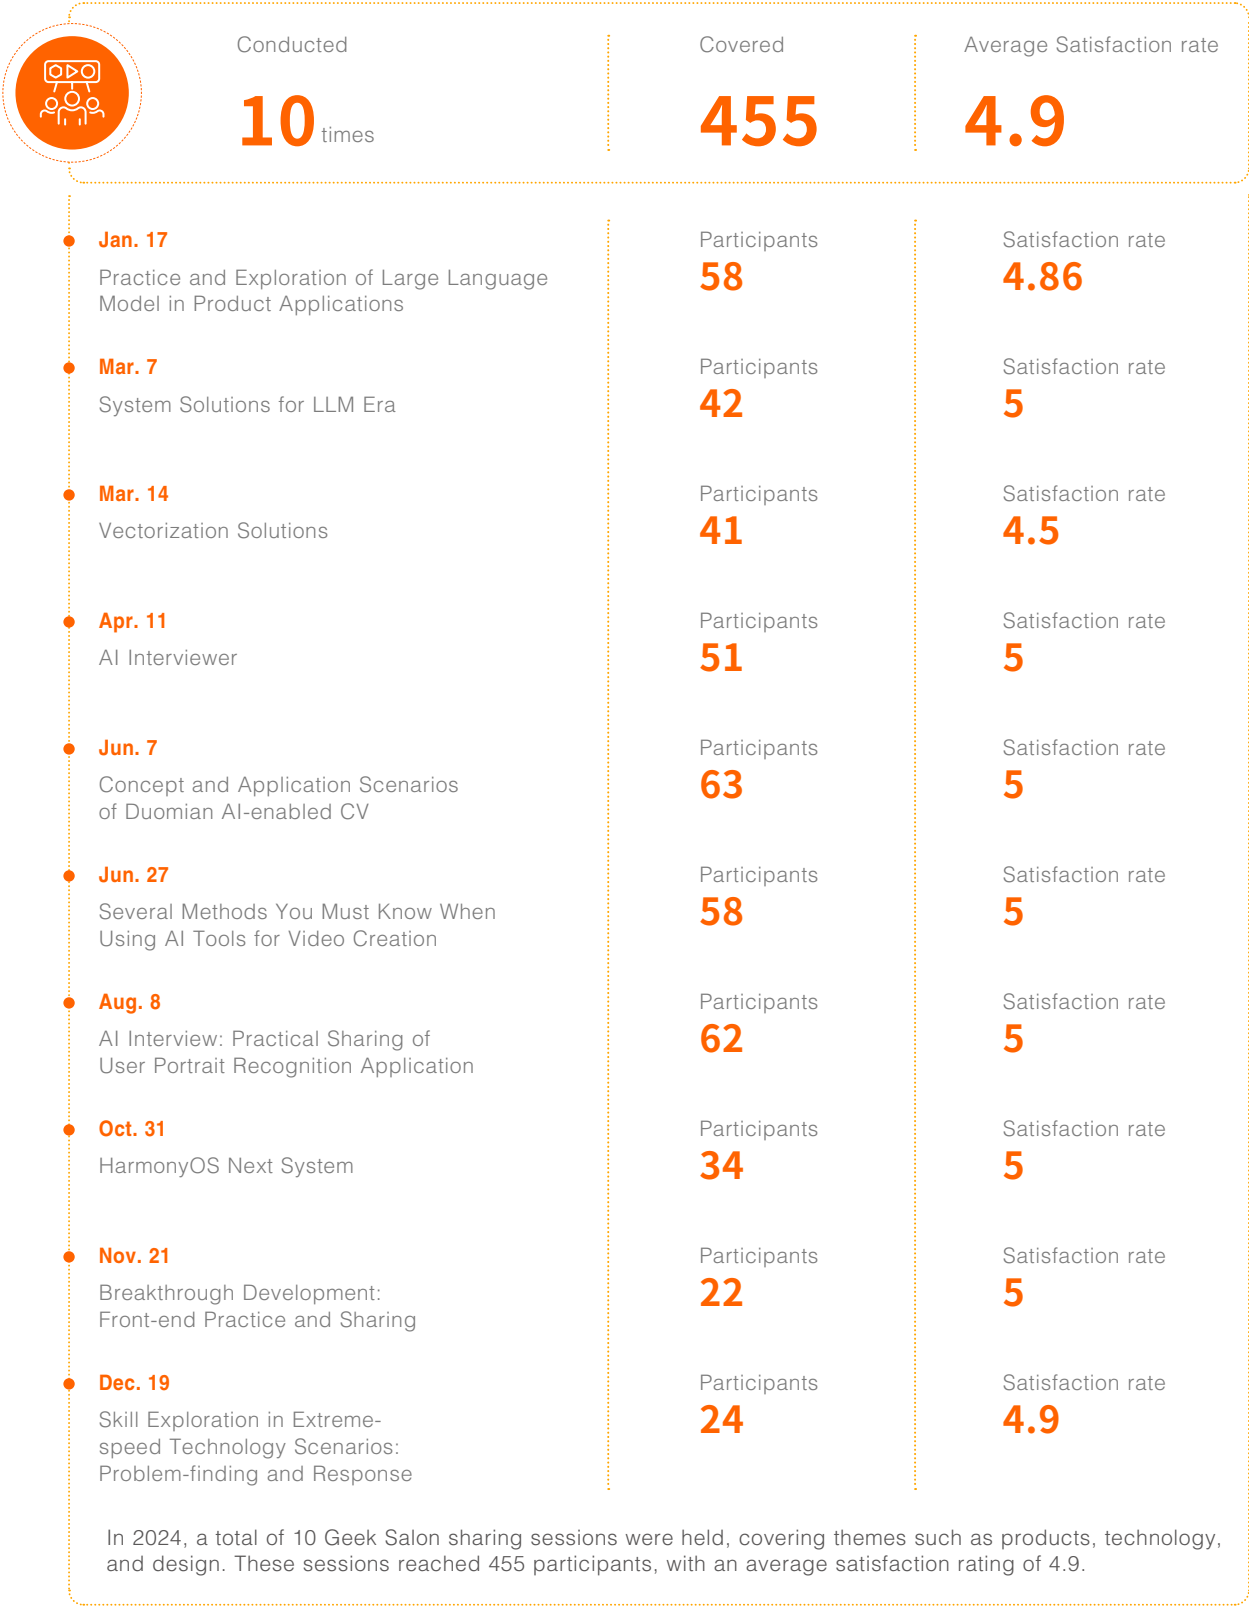 Conducted
10 times
Covered
455
Average Satisfaction rate
4.9
Jan. 17
Practice and Exploration of Large Language
Model in Product Applications
Participants
58
Satisfaction rate
4.86
Mar. 7
System Solutions for LLM Era
Participants
42
Satisfaction rate
5
Mar. 14
Vectorization Solutions
Participants
41
Satisfaction rate
4.5
Apr. 11
AI Interviewer
Participants
51
Satisfaction rate
5
Jun. 7
Concept and Application Scenarios
of Duomian AI-enabled CV
Participants
63
Satisfaction rate
5
Jun. 27
Several Methods You Must Know When
Using AI Tools for Video Creation
Participants
58
Satisfaction rate
5
Aug. 8
AI Interview: Practical Sharing of
User Portrait Recognition Application
Participants
62
Satisfaction rate
5
Oct. 31
HarmonyOS Next System
Participants
34
Satisfaction rate
5
Nov. 21
Breakthrough Development:
Front-end Practice and Sharing
Participants
22
Satisfaction rate
5
Dec. 19
Skill Exploration in Extreme-
speed Technology Scenarios:
Problem-finding and Response
Participants
24
Satisfaction rate
4.9
In 2024, a total of 10 Geek Salon sharing sessions were held, covering themes such as products, technology,
and design. These sessions reached 455 participants, with an average satisfaction rating of 4.9.